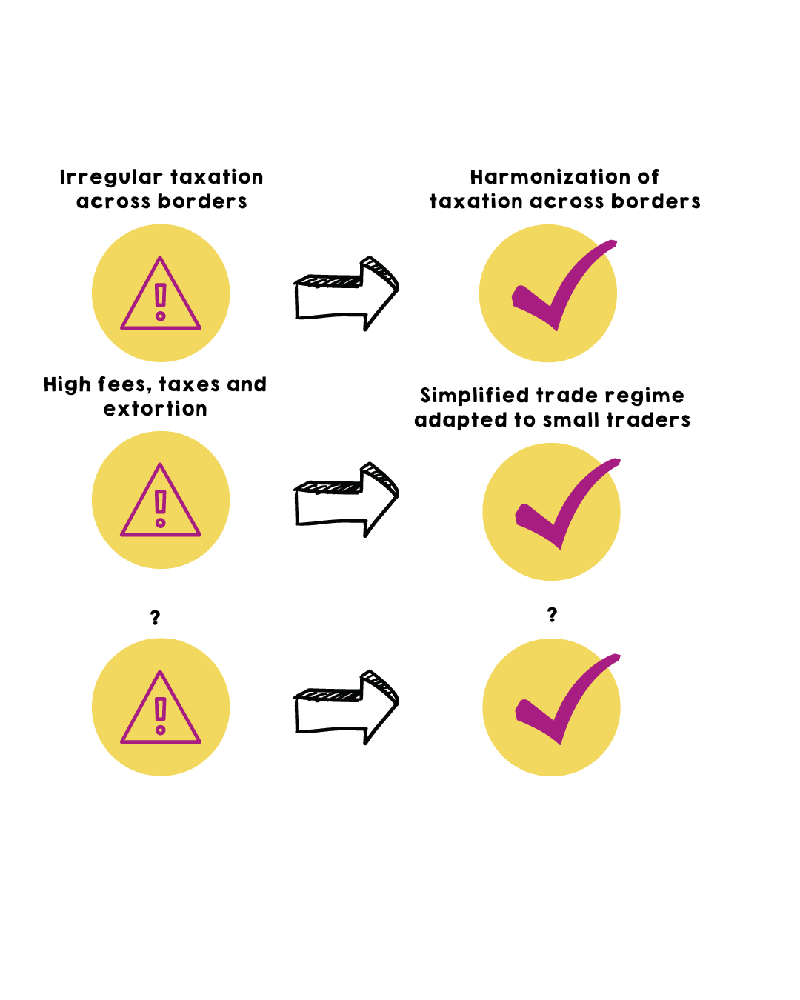 Irregular taxation
across borders
Harmonization of
taxation across borders
High fees, taxes and
extortion
Simplified trade regime
adapted to small traders
?
?